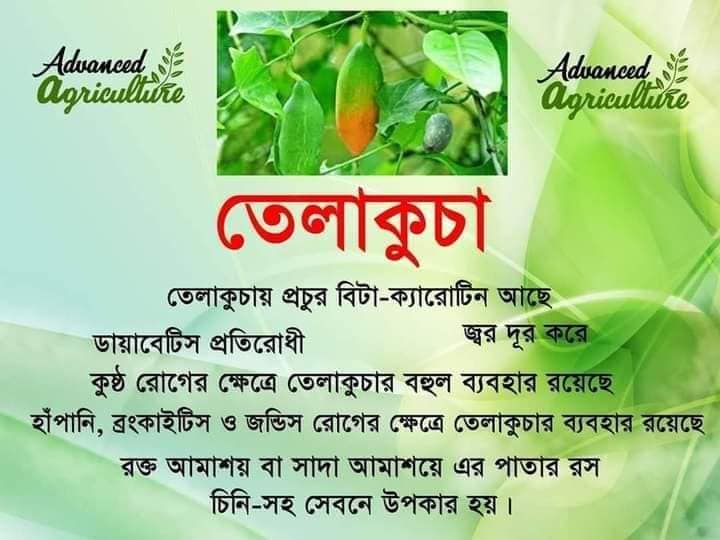 Advanced
Agriculture
Advanced
Agriculture
তেলাকুচা
তেলাকুচায় প্রচুর বিটা-ক্যারোটিন আছে
ডায়াবেটিস প্রতিরোধী
জ্বর দূর করে
কুষ্ঠ রোগের ক্ষেত্রে তেলাকুচার বহুল ব্যবহার রয়েছে
হাঁপানি, ব্রংকাইটিস ও জন্ডিস রোগের ক্ষেত্রে তেলাকুচার ব্যবহার রয়েছে
রক্ত আমাশয় বা সাদা আমাশয়ে এর পাতার রস
চিনি-সহ সেবনে উপকার হয়।